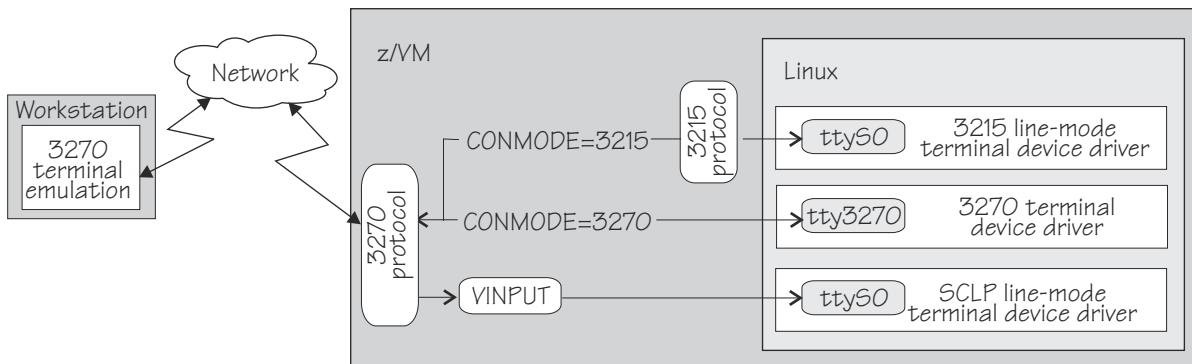 z/VM
Linux
Network
Workstation
3270
terminal
emulation
3270
protocol
CONMODE=3215
3215
protocol
ttyS0
3215 line-mode
terminal device driver
CONMODE=3270
tty3270
3270 terminal
device driver
VINPUT
ttyS0
SCLP line-mode
terminal device driver